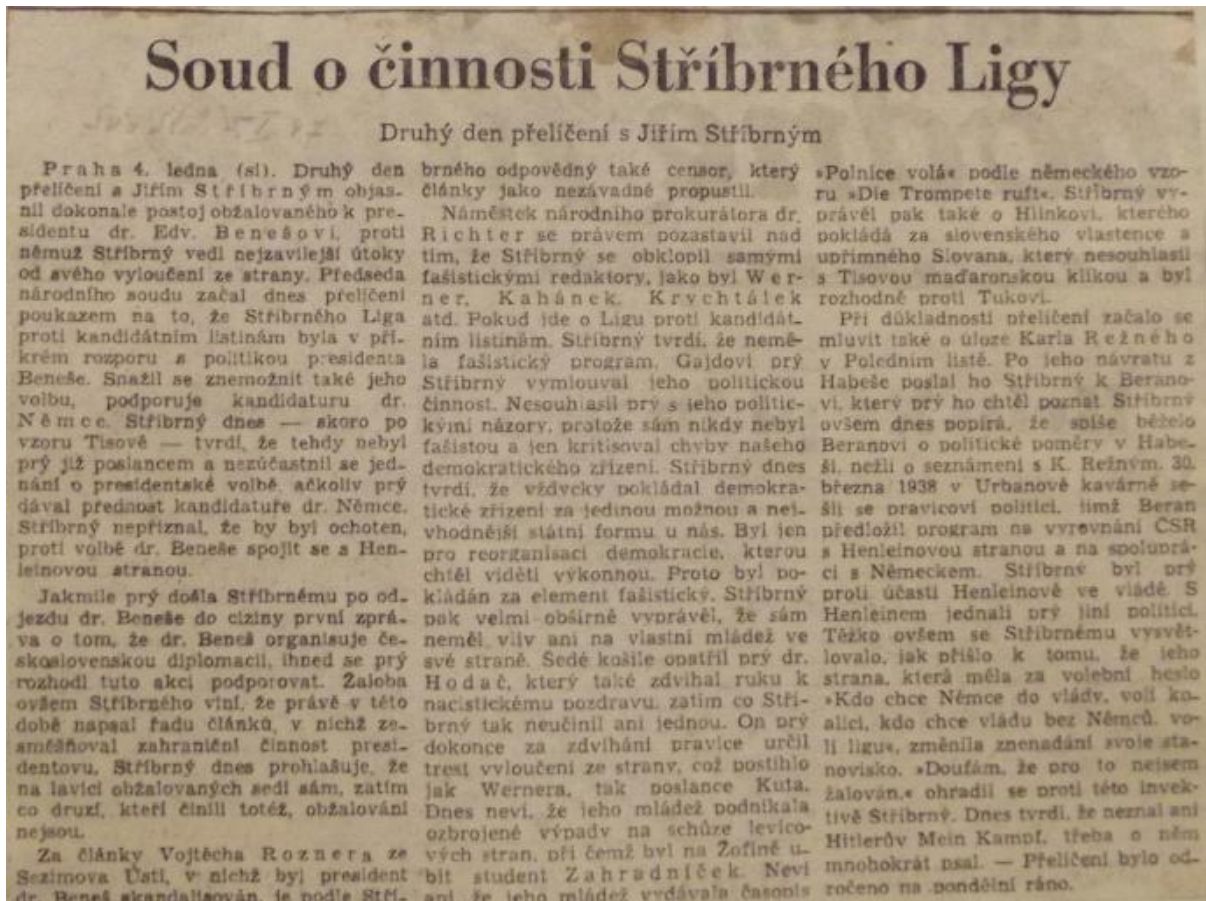 Soud o činnosti Stříbrného Ligy
Druhý den přelíčení s Jiřím Stříbrným
Praha 4. ledna (sl). Druhý den
přelíčení s Jiřím Stříbrným objas-
nil dokonale postoj obžalovaného k pre-
sidentu dr. Edv. Benešovi, proti
němuž Stříbrný vedl nejzavilejší útoky
od svého vyloučení ze strany. Předseda
národního soudu začal dnes přelíčení
poukazem na to, že Stříbrného Liga
proti kandidátním listinám byla v pří-
krém rozporu s politikou presidenta
Beneše. Snažil se znemožnit také jeho
volbu, podporuje kandidaturu dr.
Němce. Stříbrný dnes — skoro po
vzoru Tisově — tvrdí, že tehdy nebyl
prý již poslancem a nezúčastnil se jed-
nání o presidentské volbě, ačkoliv prý
dával přednost kandidatuře dr. Němce.
Stříbrný nepřiznal, že by byl ochoten,
proti volbě dr. Beneše spojit se s Hen-
leinovou stranou.
Jakmile prý došla Stříbrnému po od-
jezdu dr. Beneše do ciziny první zprá-
va o tom, že dr. Beneš organisuje če-
skoslovenskou diplomacii, ihned se prý
rozhodl tuto akci podporovat. Žaloba
ovšem Stříbrného viní, že právě v této
době napsal řadu článků, v nichž ze-
směšňoval zahraniční činnost presi-
dentovu. Stříbrný dnes prohlašuje, že
na lavici obžalovaných sedí sám, zatím
co druzí, kteří činili totéž, obžalováni
nejsou.
Za články Vojtěcha Roznera ze
Sezimova Ústí, v nichž byl president
dr. Beneš skandalisován, je podle Stří-
brného odpovědný také censor, který
články jako nezávadné propustil.
Náměstek národního prokurátora dr.
Richter se právem pozastavil nad
tím, že Stříbrný se obklopil samými
fašistickými redaktory, jako byl Wer-
ner, Kahánek, Krychtálek
atd. Pokud jde o Ligu proti kandidát-
ním listinám, Stříbrný tvrdí, že nemě-
la fašistický program. Gajdovi prý
Stříbrný vymlouval jeho politickou
činnost. Nesouhlasil prý s jeho politic-
kými názory, protože sám nikdy nebyl
fašistou a jen kritisoval chyby našeho
demokratického zřízení. Stříbrný dnes
tvrdí, že vždycky pokládal demokra-
tické zřízení za jedinou možnou a nej-
vhodnější státní formu u nás. Byl jen
pro reorganisaci demokracie, kterou
chtěl viděti výkonnou. Proto byl po-
kládán za element fašistický. Stříbrný
pak velmi obšírně vyprávěl, že sám
neměl vliv ani na vlastní mládež ve
své straně. Šedé košile opatřil prý dr.
Hodač, který také zdvihal ruku k
nacistickému pozdravu, zatím co Stří-
brný tak neučinil ani jednou. On prý
dokonce za zdvihání pravice určil
trest vyloučení ze strany, což postihlo
jak Wernera, tak poslance Kuta.
Dnes neví, že jeho mládež podnikala
ozbrojené výpady na schůze levico-
vých stran, při čemž byl na Žofíně u-
bit student Zahradníček. Neví
ani že jeho mládež vydávala časopis
»Polnice volá« podle německého vzo-
ru »Die Trompete ruft«. Stříbrný vy-
právěl pak také o Hlinkovi, kterého
pokládá za slovenského vlastence a
upřímného Slovana, který nesouhlasil
s Tisovou maďaronskou klikou a byl
rozhodně proti Tukovi.
Při důkladnosti přelíčení začalo se
mluvit také o úloze Karla Režného
v Poledním listě. Po jeho návratu z
Habeše poslal ho Stříbrný k Berano-
vi, který prý ho chtěl poznat. Stříbrný
ovšem dnes popírá, že spíše běželo
Beranovi o politické poměry v Habe-
ši, nežli o seznámení s K. Režným. 30.
března 1938 v Urbanově kavárně se-
šli se pravicoví politici, jimž Beran
předložil program na vyrovnání ČSR
s Henleinovou stranou a na spoluprá-
ci s Německem. Stříbrný byl prý
proti účasti Henleinově ve vládě. S
Henleinem jednali prý jiní politici.
Těžko ovšem se Stříbrnému vysvět-
lovalo, jak přišlo k tomu, že jeho
strana, která měla za volební heslo
»Kdo chce Němce do vlády, volí ko-
alici, kdo chce vládu bez Němců, vo-
lí ligu«, změnila znenadání svoje sta-
novisko. »Doufám, že pro to nejsem
žalován,« ohradil se proti této invek-
tivě Stříbrný. Dnes tvrdí, že neznal ani
Hitlerův Mein Kampf, třeba o něm
mnohokrát psal. — Přelíčení bylo od-
ročeno na pondělní ráno.